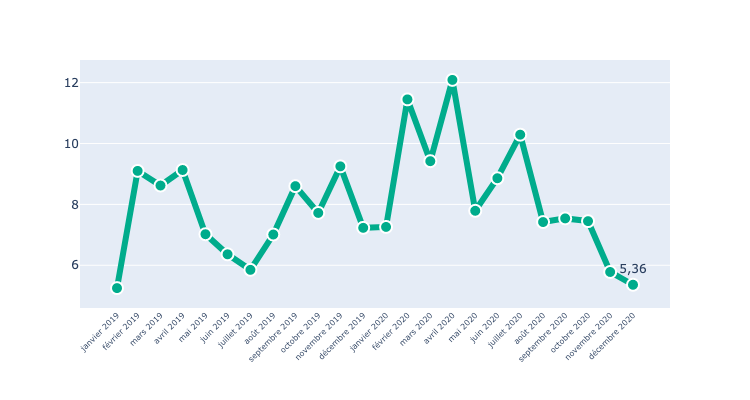 12
10
8
6
5,36
janvier 2019
février 2019
mars 2019
avril 2019
mai 2019
juin 2019
juillet 2019
août 2019
septembre 2019
octobre 2019
novembre 2019
décembre 2019
janvier 2020
février 2020
mars 2020
avril 2020
mai 2020
juin 2020
juillet 2020
août 2020
septembre 2020
octobre 2020
novembre 2020
décembre 2020